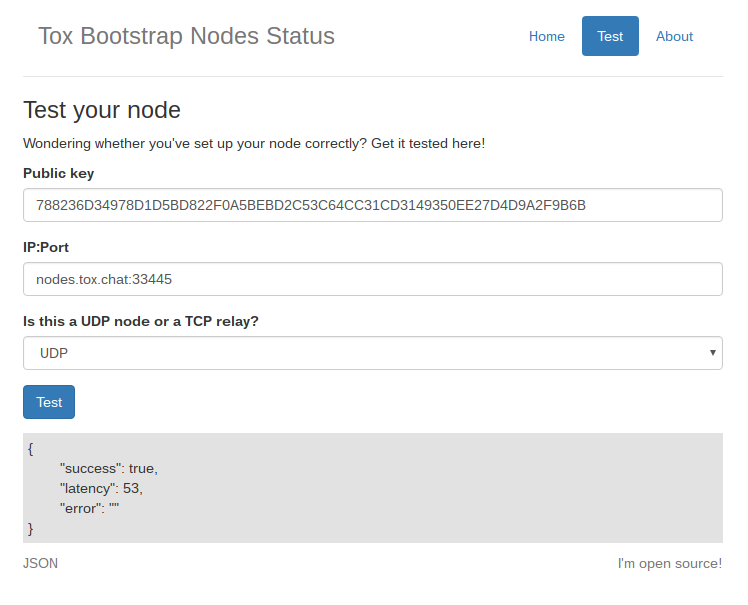 Tox Bootstrap Nodes Status
Home
Test
About
Test your node
Wondering whether you've set up your node correctly? Get it tested here!
Public key
788236D34978D1D5BD822F0A5BEBD2C53C64CC31CD3149350EE27D4D9A2F9B6B
IP:Port
nodes.tox.chat:33445
Is this a UDP node or a TCP relay?
UDP
Test
{
"success": true,
"latency": 53,
"error": ""
}
JSON
I'm open source!